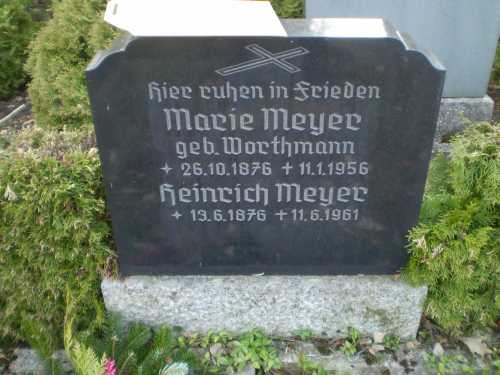 Hier ruhen in Frieden
Marie Meyer
geb. Worthmann
* 26.10.1876 † 11.1.1956
Heinrich Meyer
* 13.6.1876 † 11.6.1961